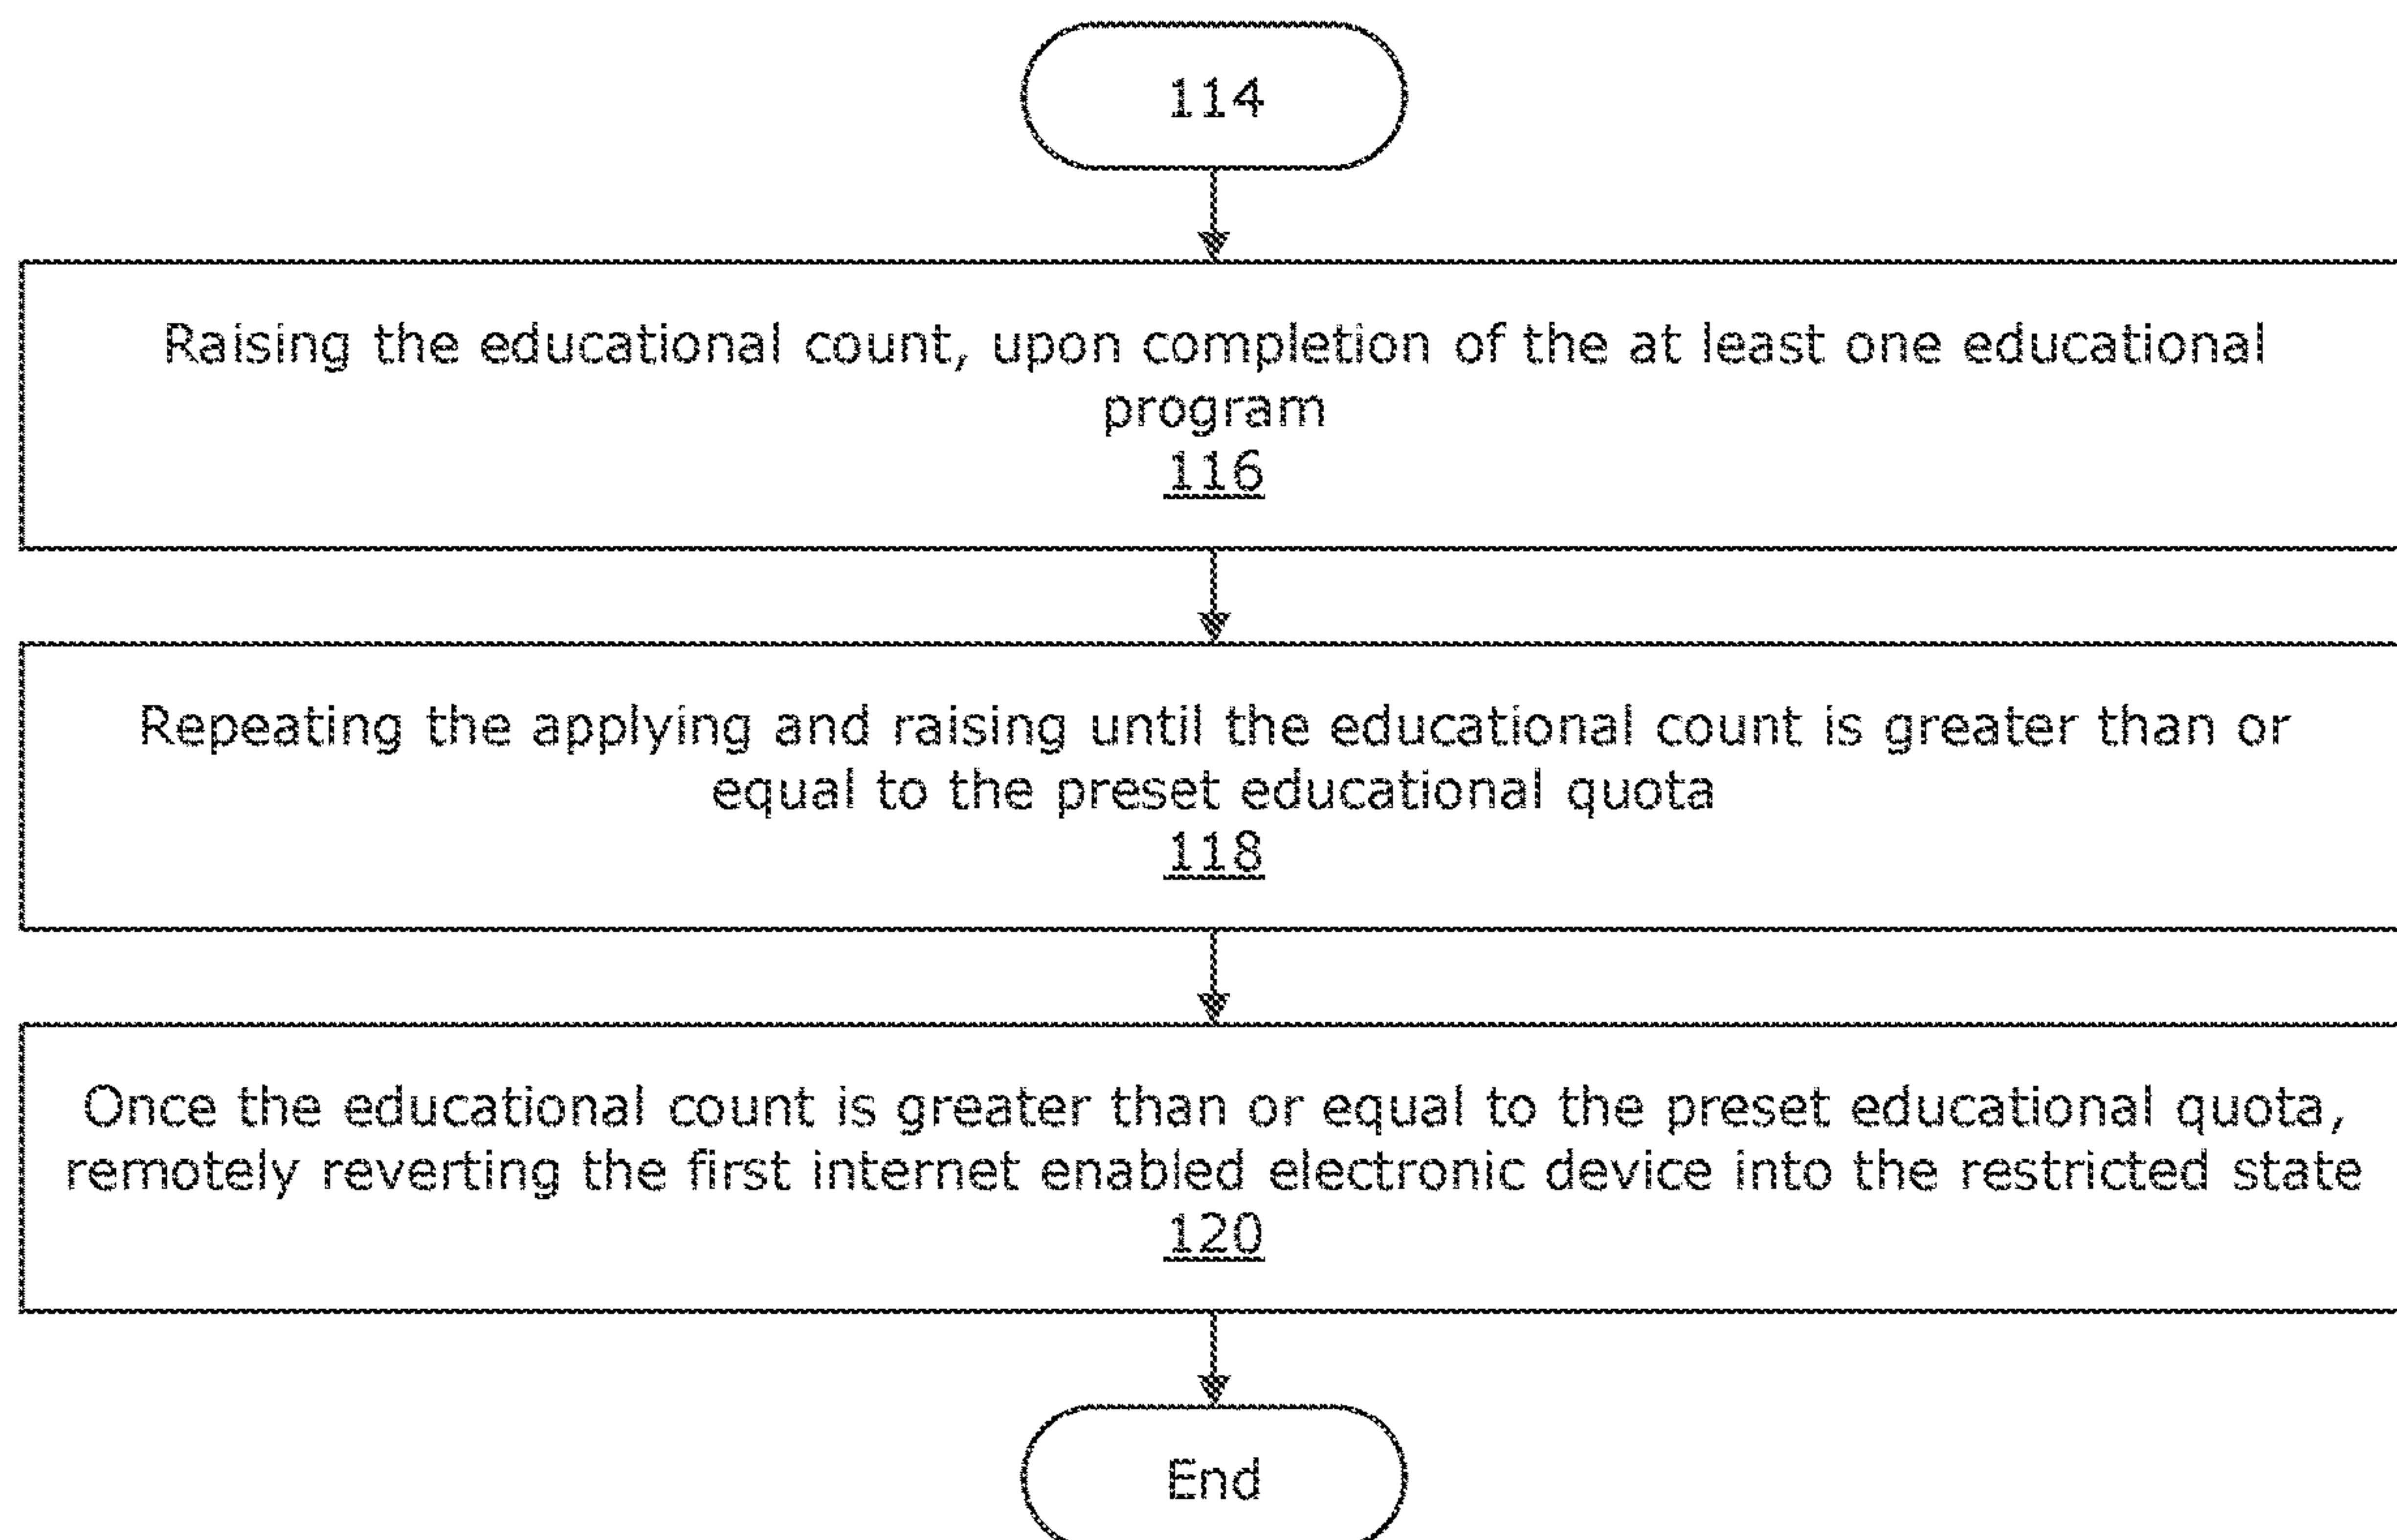 114
Raising the educational count, upon completion of the at least one educational
program
116
Repeating the applying and raising until the educational count is greater than or
equal to the preset educational quota
118
Once the educational count is greater than or equal to the preset educational quota,
remotely reverting the first internet enabled electronic device into the restricted state
120
End